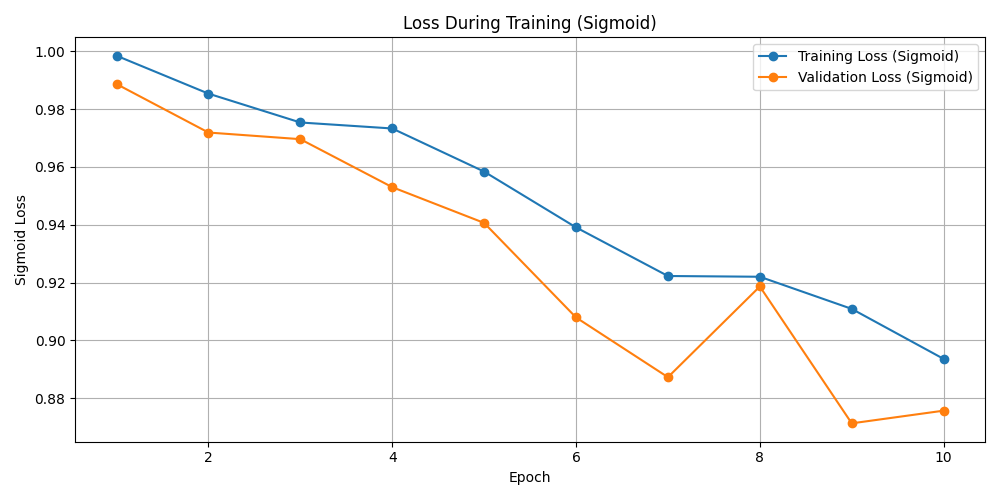 Loss During Training (Sigmoid)
Training Loss (Sigmoid)
Validation Loss (Sigmoid)
Sigmoid Loss
1.00
0.98
0.96
0.94
0.92
0.90
0.88
2 4 6 8 10
Epoch